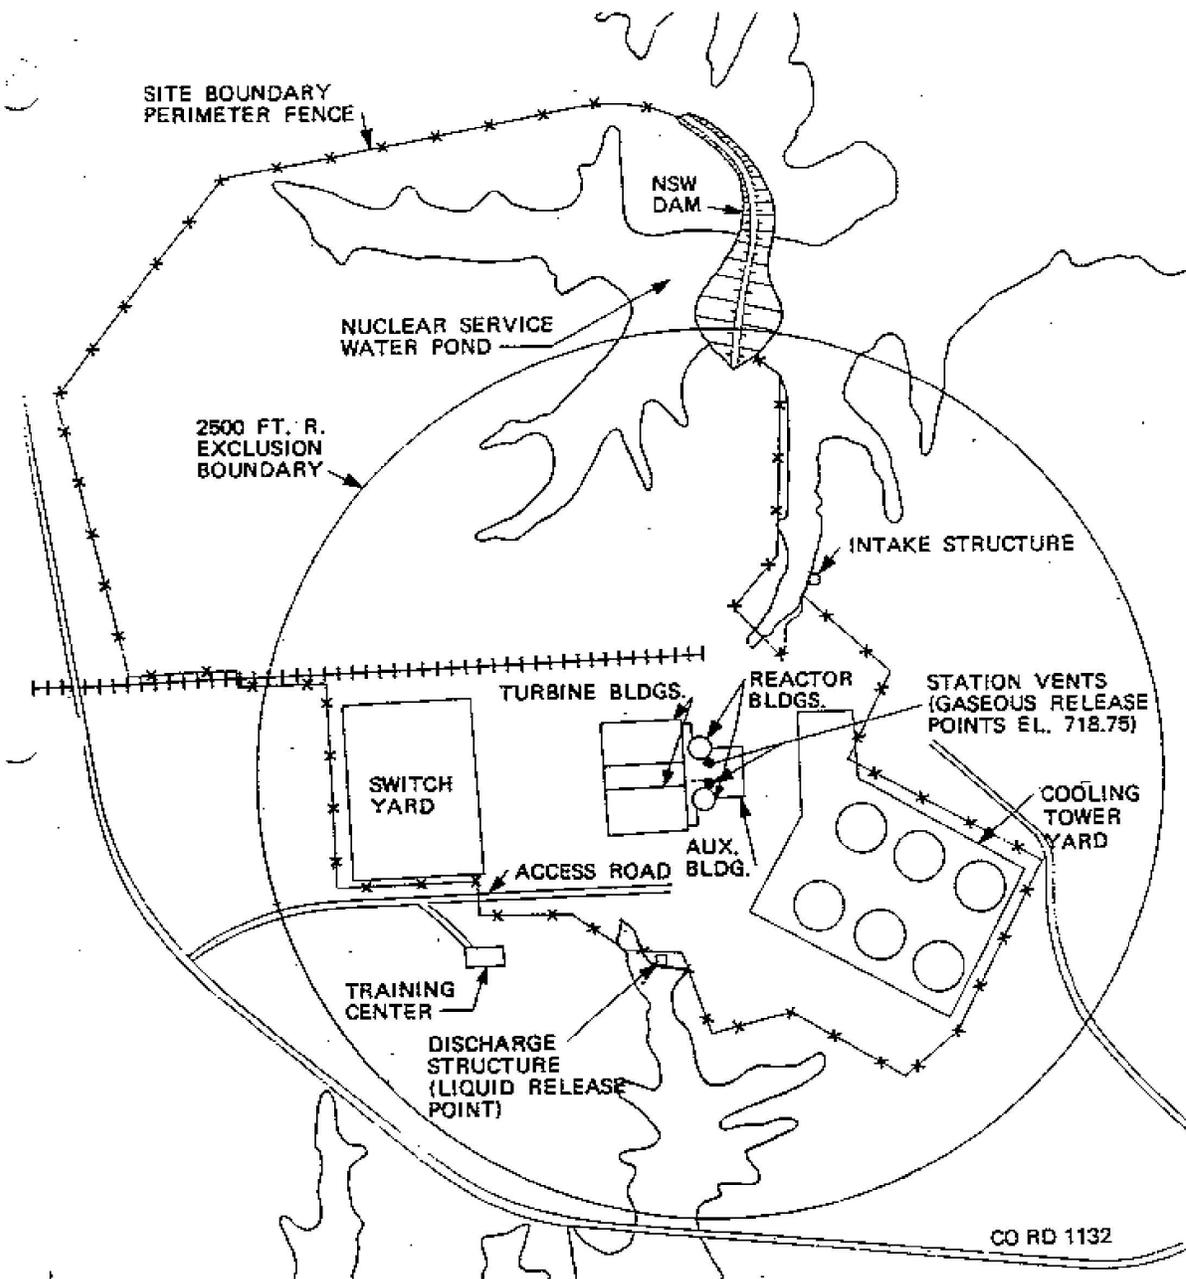 SITE BOUNDARY
PERIMETER FENCE
NSW
DAM
NUCLEAR SERVICE
WATER POND
2500 FT. R.
EXCLUSION
BOUNDARY
INTAKE STRUCTURE
TURBINE BLDGS.
REACTOR
BLDGS.
STATION VENTS
(GASEOUS RELEASE
POINTS EL. 718.75)
SWITCH
YARD
COOLING
TOWER
YARD
AUX.
BLDG.
ACCESS ROAD
TRAINING
CENTER
DISCHARGE
STRUCTURE
(LIQUID RELEASE
POINT)
CO RD 1132